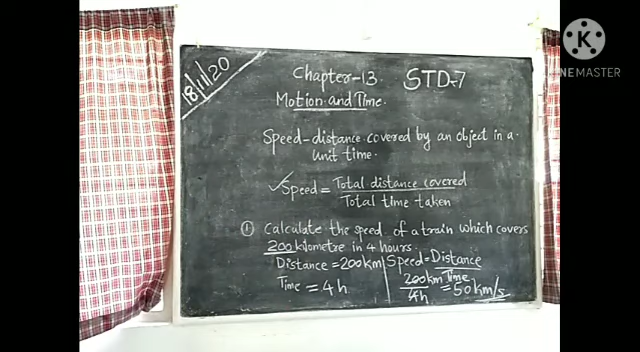 18/11/20
Chapter-13 STD-7
Motion and Time
Speed-distance covered by an object in a
unit time.
✓Speed = Total distance covered
Total time taken
① Calculate the speed of a train which covers
200 kilometre in 4 hours.
Distance = 200km
Time = 4h
Speed = Distance
Time
200km
4h
= 50km/s
K
KINEMASTER